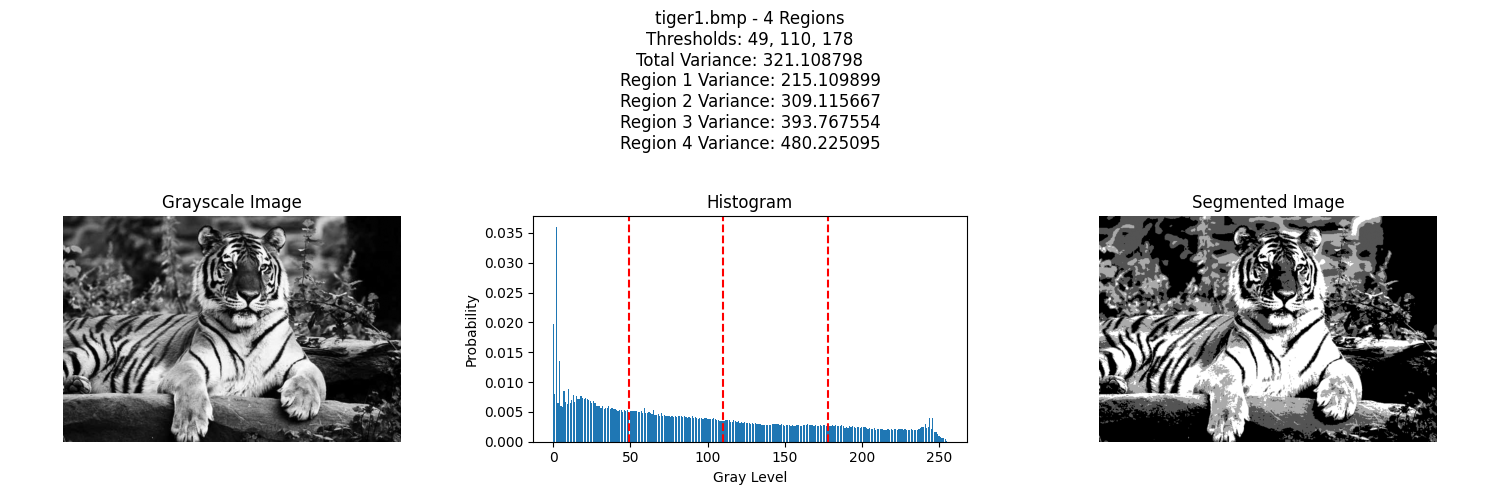 tiger1.bmp - 4 Regions
Thresholds: 49, 110, 178
Total Variance: 321.108798
Region 1 Variance: 215.109899
Region 2 Variance: 309.115667
Region 3 Variance: 393.767554
Region 4 Variance: 480.225095
Grayscale Image
Histogram
0.035
0.030
0.025
0.020
0.015
0.010
0.005
0.000
Probability
0 50 100 150 200 250
Gray Level
Segmented Image